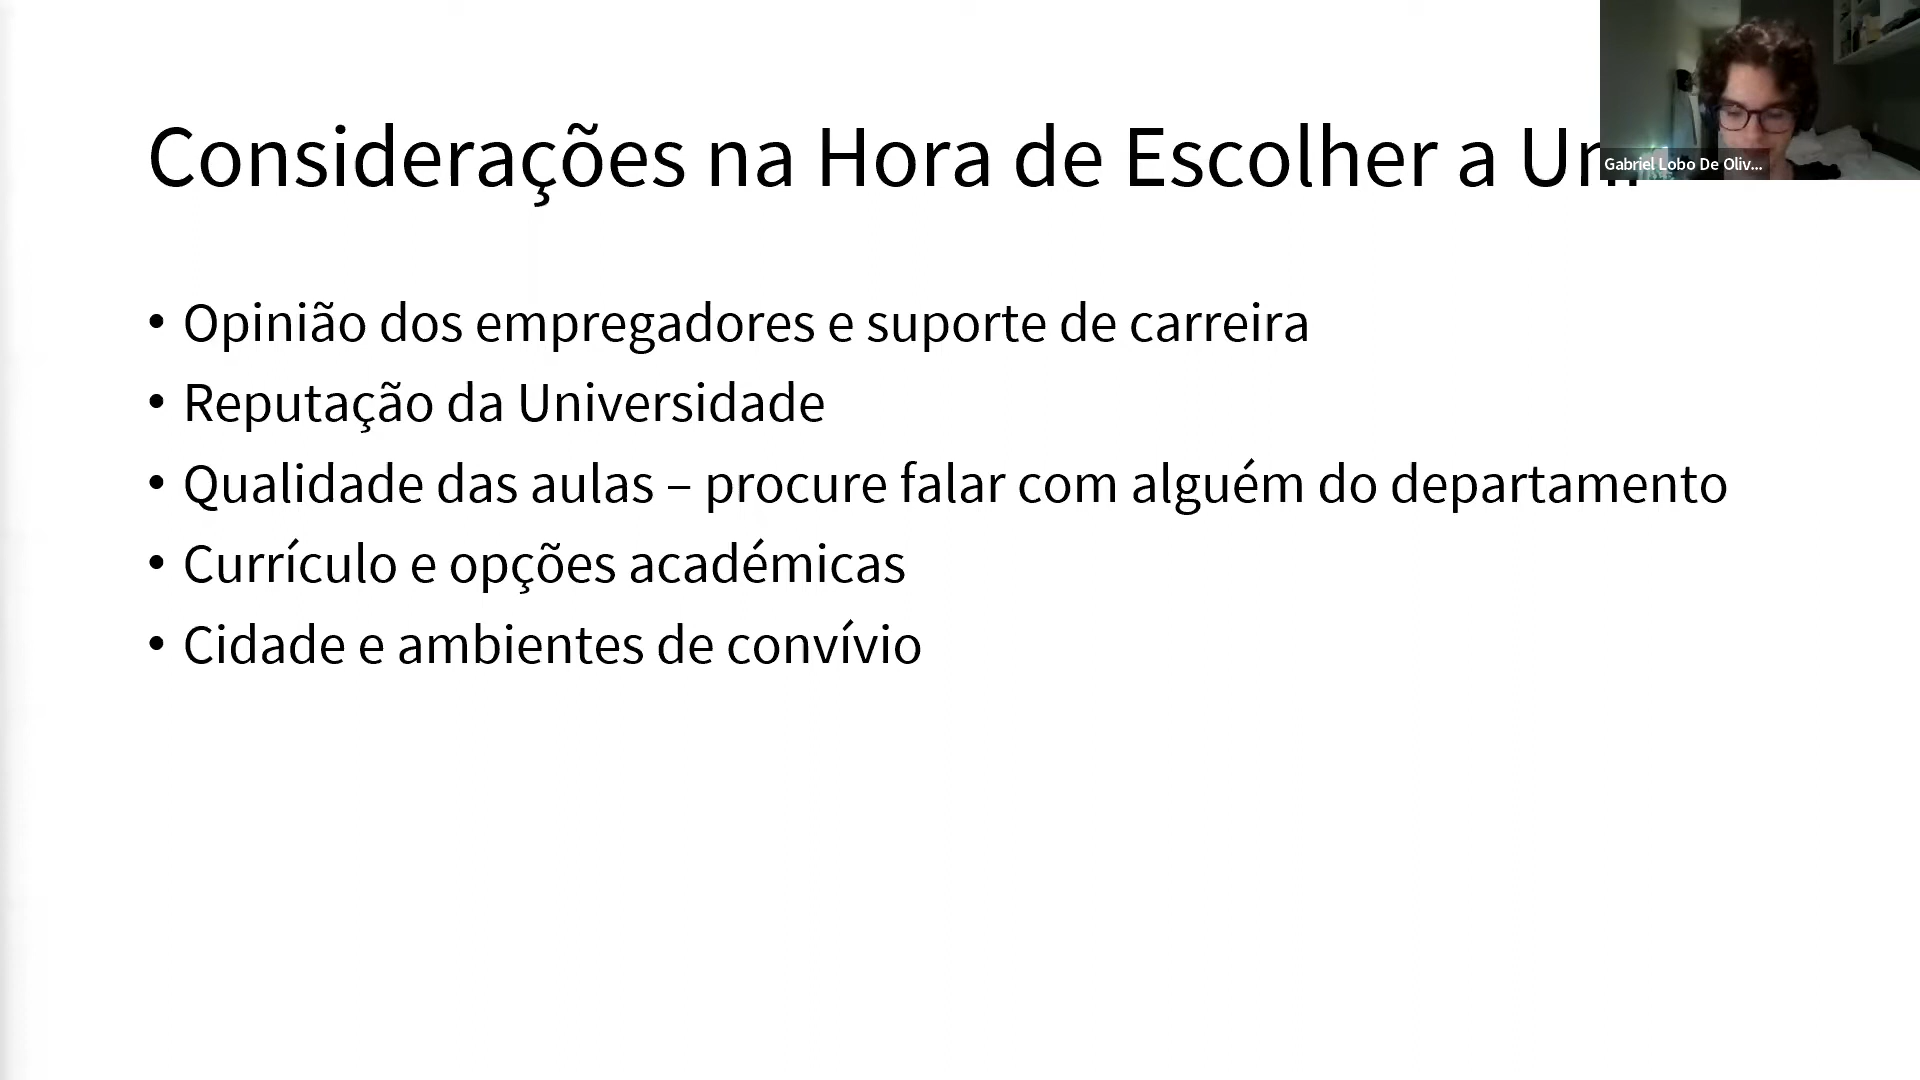 Considerações na Hora de Escolher a
Gabriel Lobo De Oliv...
• Opinião dos empregadores e suporte de carreira
• Reputação da Universidade
• Qualidade das aulas – procure falar com alguém do departamento
• Currículo e opções académicas
• Cidade e ambientes de convívio